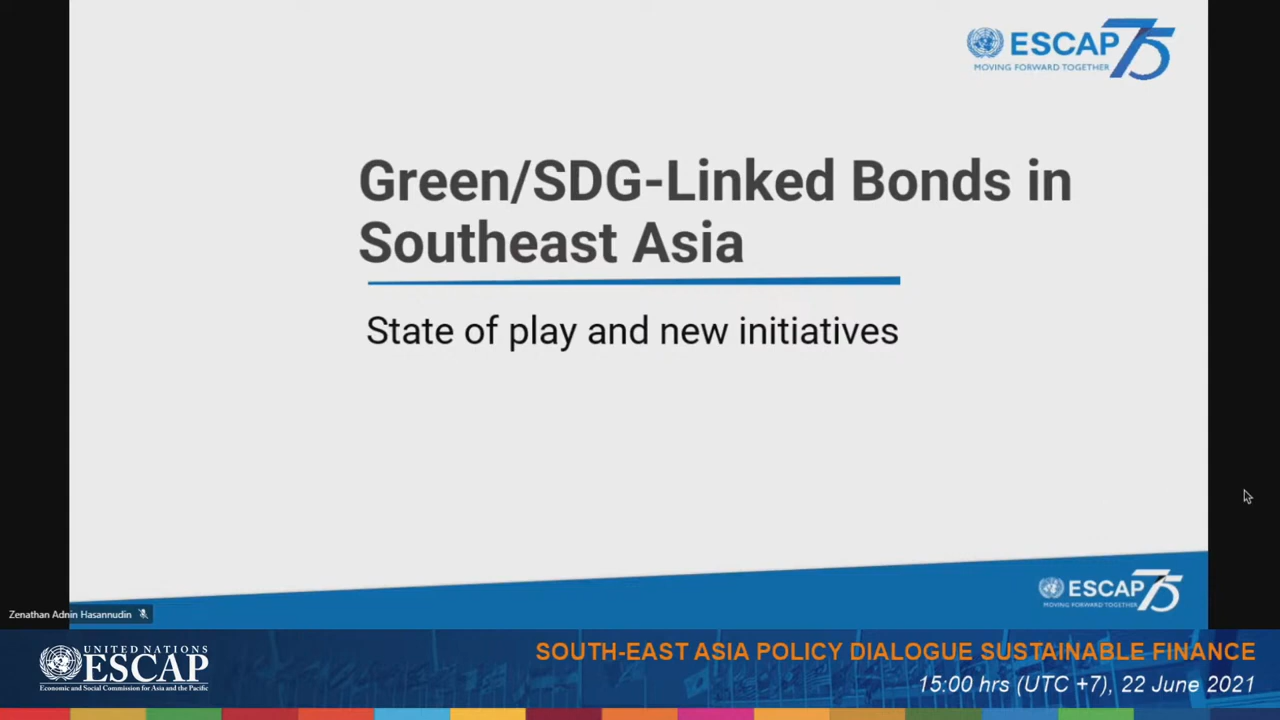 ESCAP 75
MOVING FORWARD TOGETHER
Green/SDG-Linked Bonds in
Southeast Asia
State of play and new initiatives
ESCAP 75
MOVING FORWARD TOGETHER
Zenathan Adnin Hasannudin
UNITED NATIONS
ESCAP
Economic and Social Commission for Asia and the Pacific
SOUTH-EAST ASIA POLICY DIALOGUE SUSTAINABLE FINANCE
15:00 hrs (UTC +7), 22 June 2021